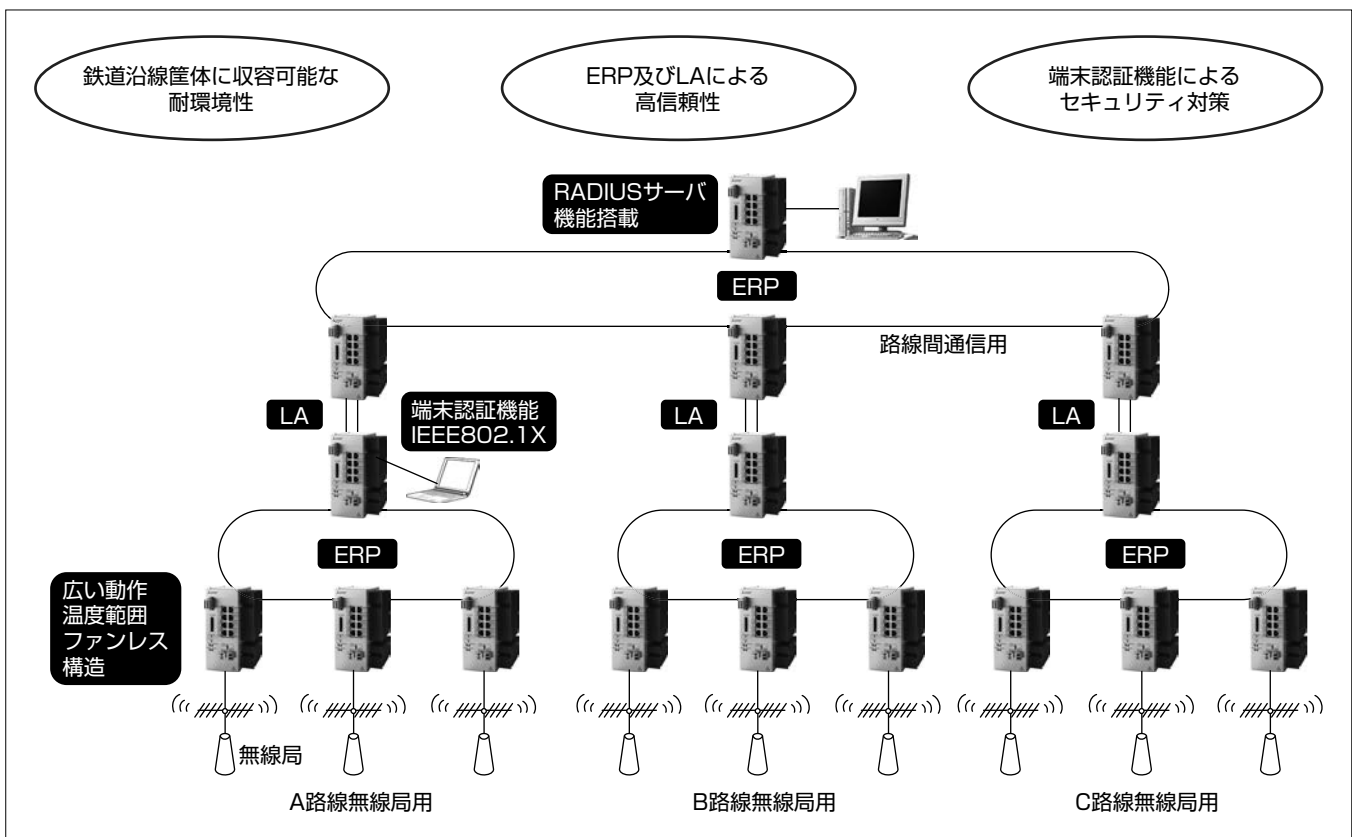 鉄道沿線筐体に収容可能な
耐環境性
ERP及びLAによる
高信頼性
端末認証機能による
セキュリティ対策
RADIUSサーバ
機能搭載
ERP
路線間通信用
LA
端末認証機能
IEEE802.1X
LA
LA
ERP
ERP
ERP
広い動作
温度範囲
ファンレス
構造
無線局
A路線無線局用
B路線無線局用
C路線無線局用